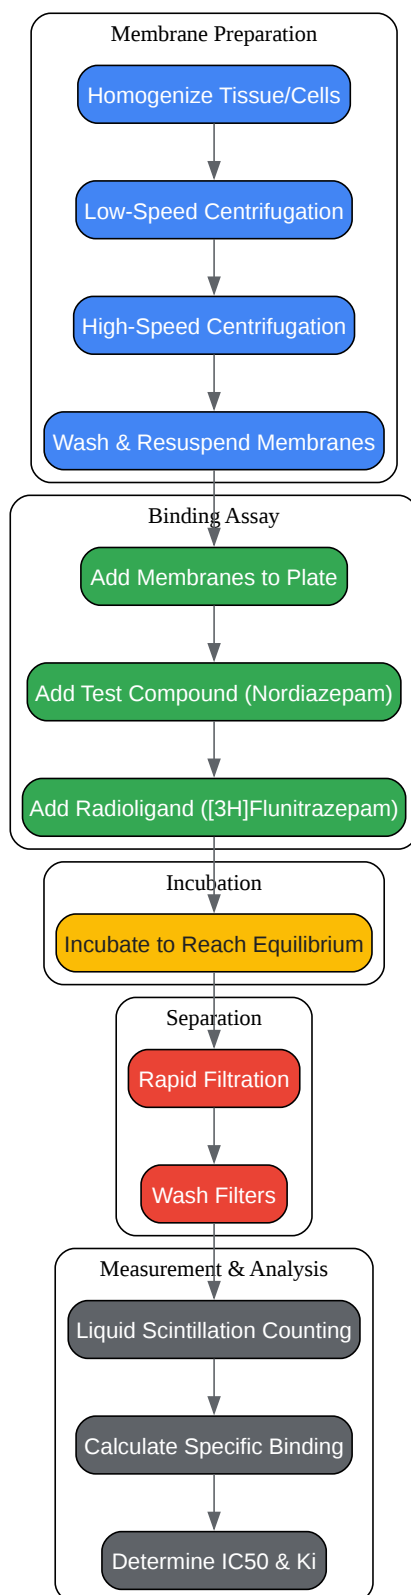 Membrane Preparation
Homogenize Tissue/Cells
Low-Speed Centrifugation
High-Speed Centrifugation
Wash & Resuspend Membranes
Binding Assay
Add Membranes to Plate
Add Test Compound (Nordiazepam)
Add Radioligand ([3H]Flunitrazepam)
Incubation
Incubate to Reach Equilibrium
Separation
Rapid Filtration
Wash Filters
Measurement & Analysis
Liquid Scintillation Counting
Calculate Specific Binding
Determine IC50 & Ki